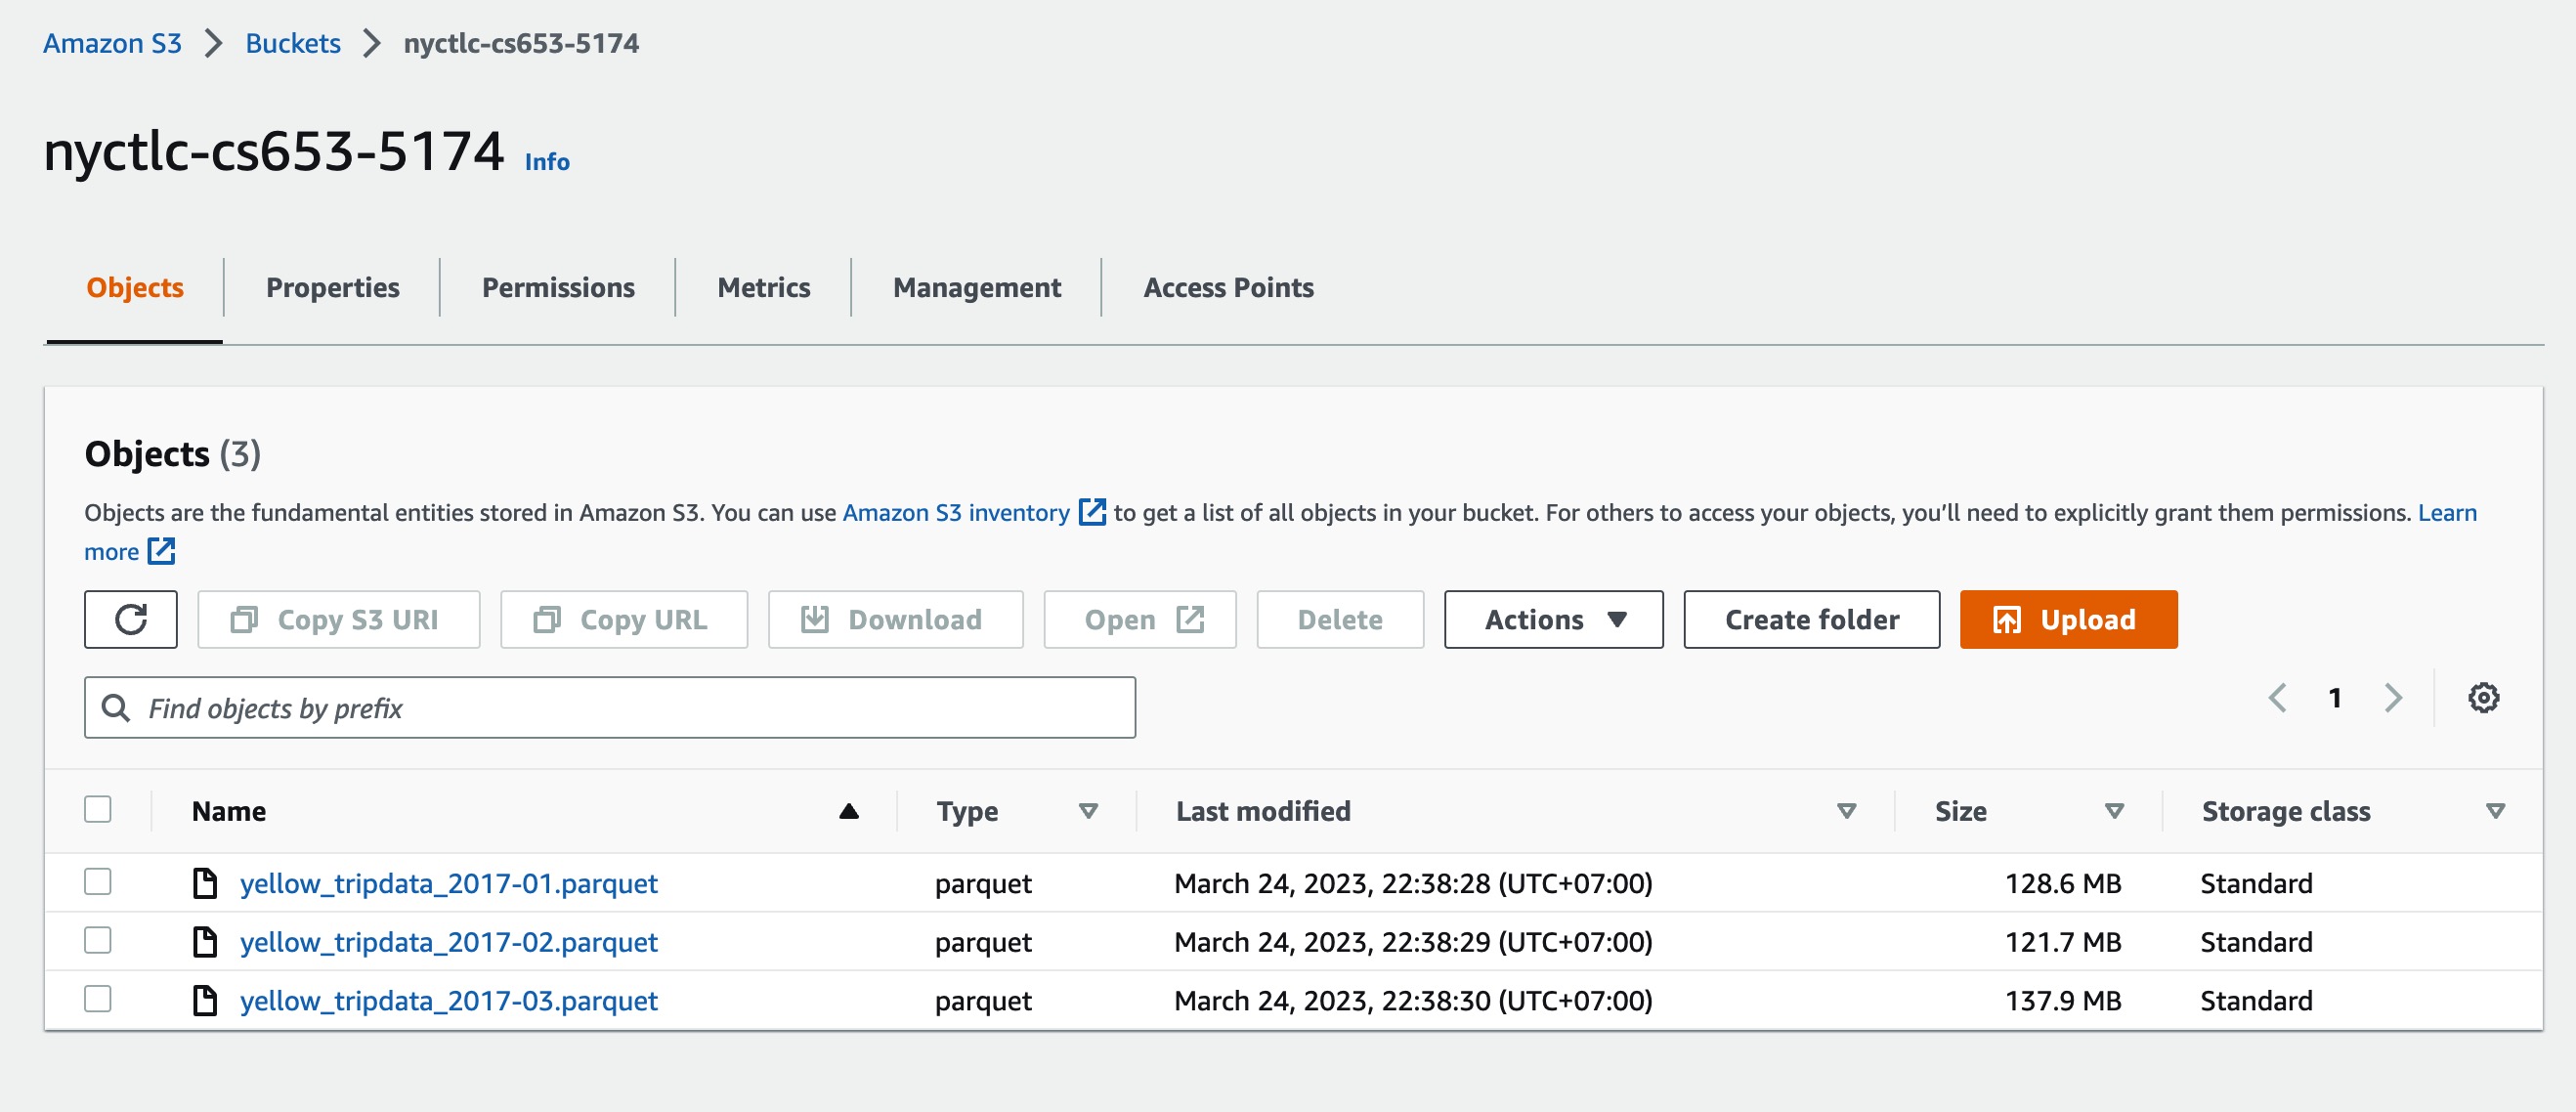 Amazon S3 > Buckets > nyctlc-cs653-5174
nyctlc-cs653-5174 Info
Objects Properties Permissions Metrics Management Access Points
Objects (3)
Objects are the fundamental entities stored in Amazon S3. You can use Amazon S3 inventory to get a list of all objects in your bucket. For others to access your objects, you’ll need to explicitly grant them permissions. Learn
more
Copy S3 URI Copy URL Download Open Delete Actions Create folder Upload
Find objects by prefix 1
Name Type Last modified Size Storage class
yellow_tripdata_2017-01.parquet parquet March 24, 2023, 22:38:28 (UTC+07:00) 128.6 MB Standard
yellow_tripdata_2017-02.parquet parquet March 24, 2023, 22:38:29 (UTC+07:00) 121.7 MB Standard
yellow_tripdata_2017-03.parquet parquet March 24, 2023, 22:38:30 (UTC+07:00) 137.9 MB Standard